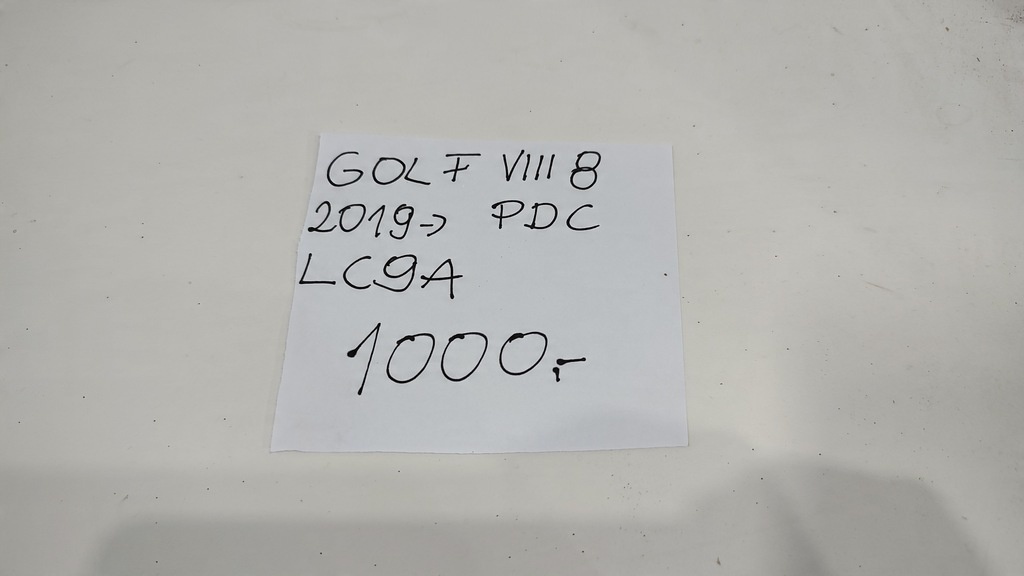 GOLF VIII 8
2019-> PDC
LC9A
1000,-